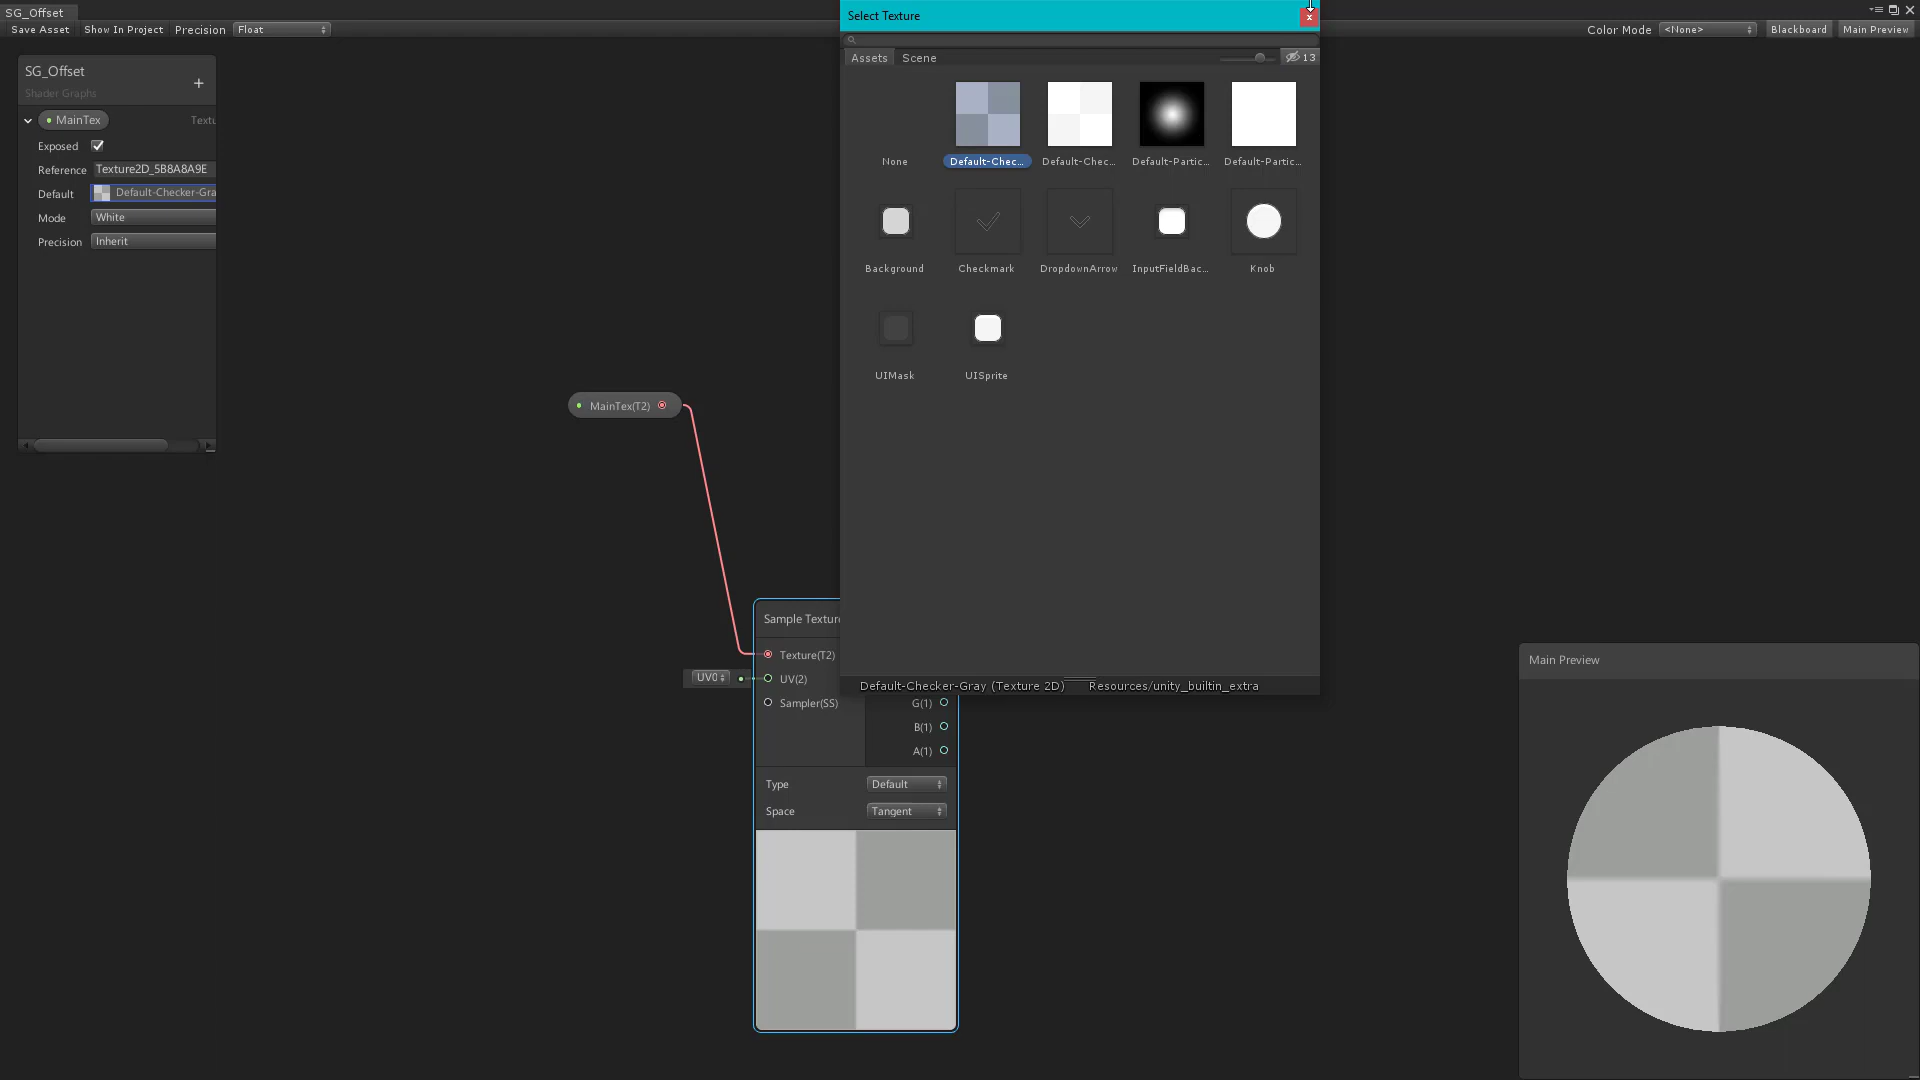 SG_Offset
Save Asset Show In Project Precision Float
Color Mode <None> Blackboard Main Preview
SG_Offset
Shader Graphs
MainTex Textu
Exposed
Reference Texture2D_5B8A8A9E
Default Default-Checker-Gra
Mode White
Precision Inherit
Select Texture
x
Assets Scene 13
None Default-Chec... Default-Chec... Default-Partic... Default-Partic...
Background Checkmark DropdownArrow InputFieldBac... Knob
UIMask UISprite
Default-Checker-Gray (Texture 2D) Resources/unity_builtin_extra
MainTex(T2)
Sample Texture
Texture(T2)
UV0 UV(2)
Sampler(SS) G(1)
B(1)
A(1)
Type Default
Space Tangent
Main Preview